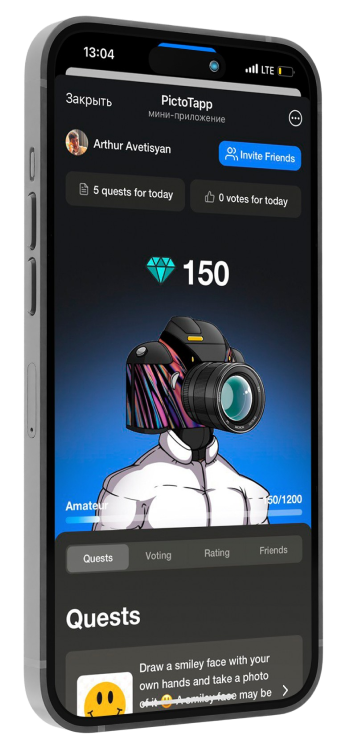 13:04
LTE
Закрыть
PictoTapp
мини-приложение
Arthur Avetisyan
Invite Friends
5 quests for today
0 votes for today
150
Amateur
50/1200
Quests
Voting
Rating
Friends
Quests
Draw a smiley face with your
own hands and take a photo
of it 🙂 A smiley face may be